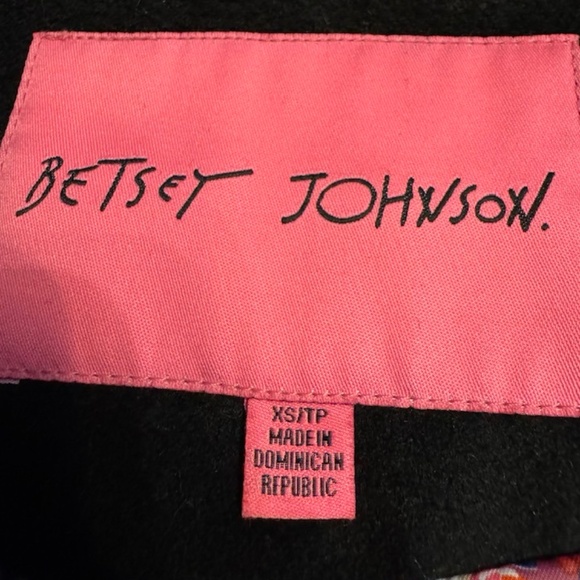 BETSEY JOHNSON.
XS/TP
MADE IN
DOMINICAN
REPUBLIC